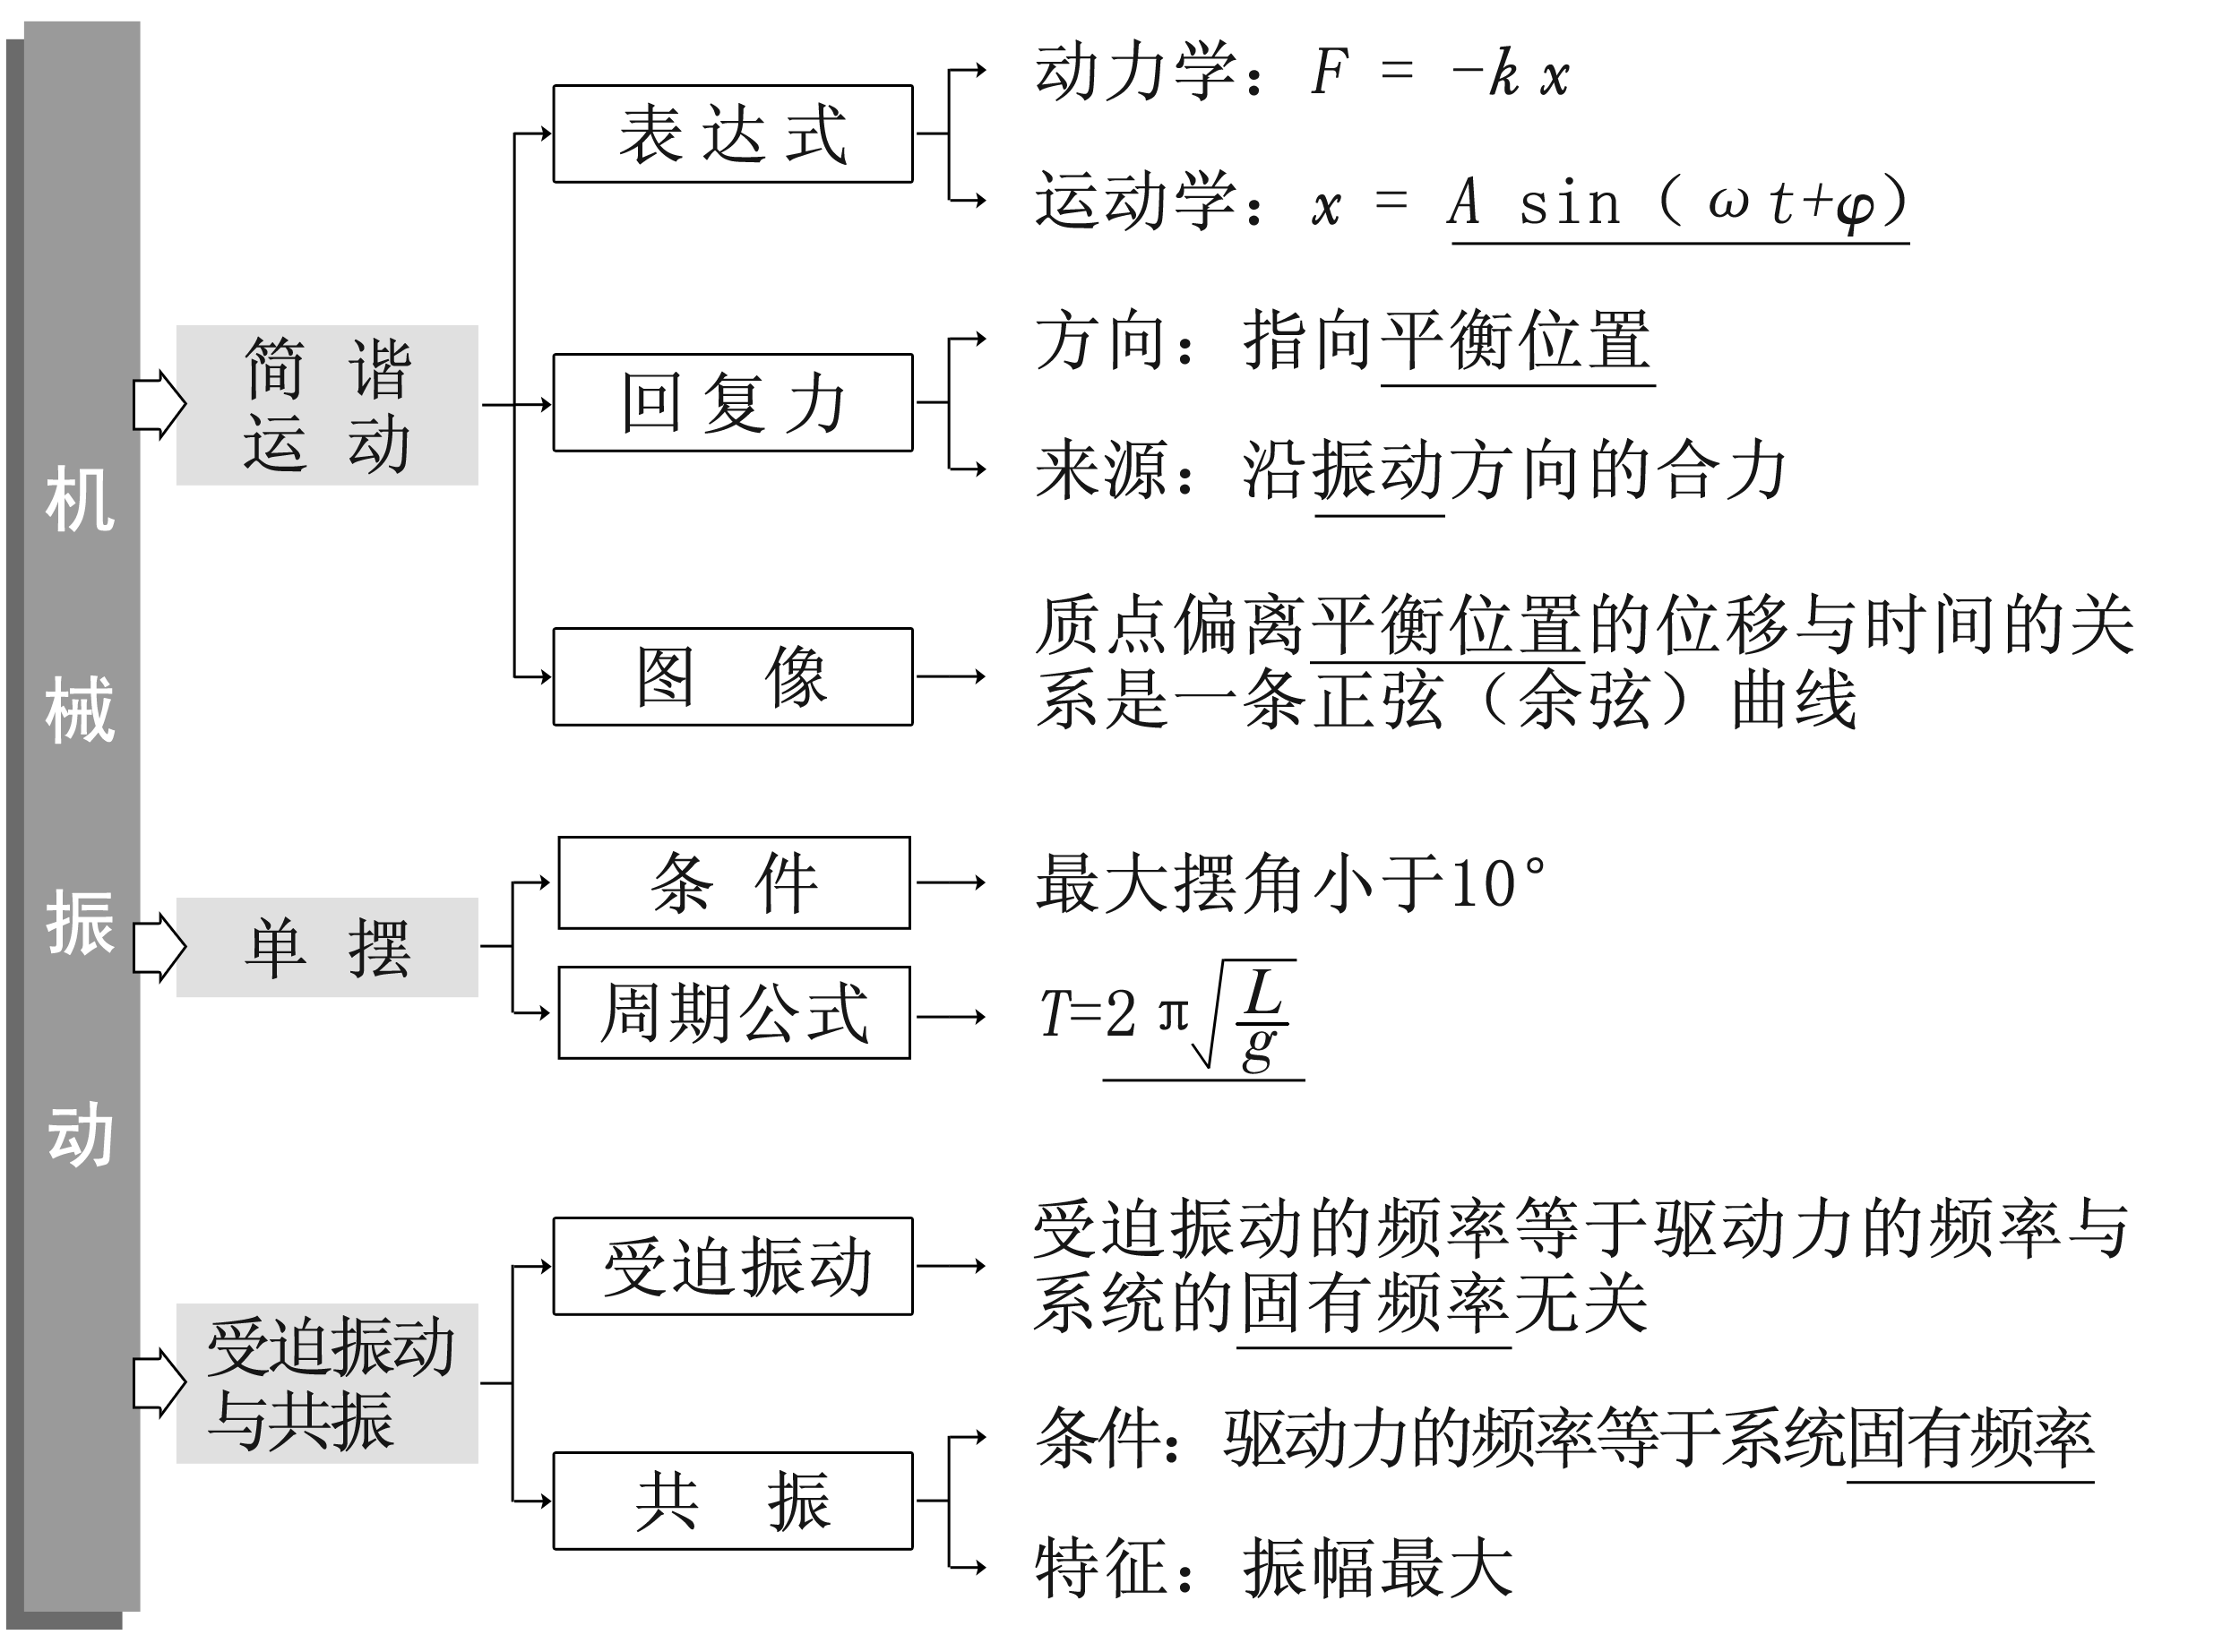 机械振动
简谐
运动
表达式
动力学：F = -kx
运动学：x = A sin（ωt+φ）
回复力
方向：指向平衡位置
来源：沿振动方向的合力
图像
质点偏离平衡位置的位移与时间的关
系是一条正弦（余弦）曲线
单摆
条件
最大摆角小于10°
周期公式
T=2π√(L/g)
受迫振动
与共振
受迫振动
受迫振动的频率等于驱动力的频率与
系统的固有频率无关
共振
条件：驱动力的频率等于系统固有频率
特征：振幅最大